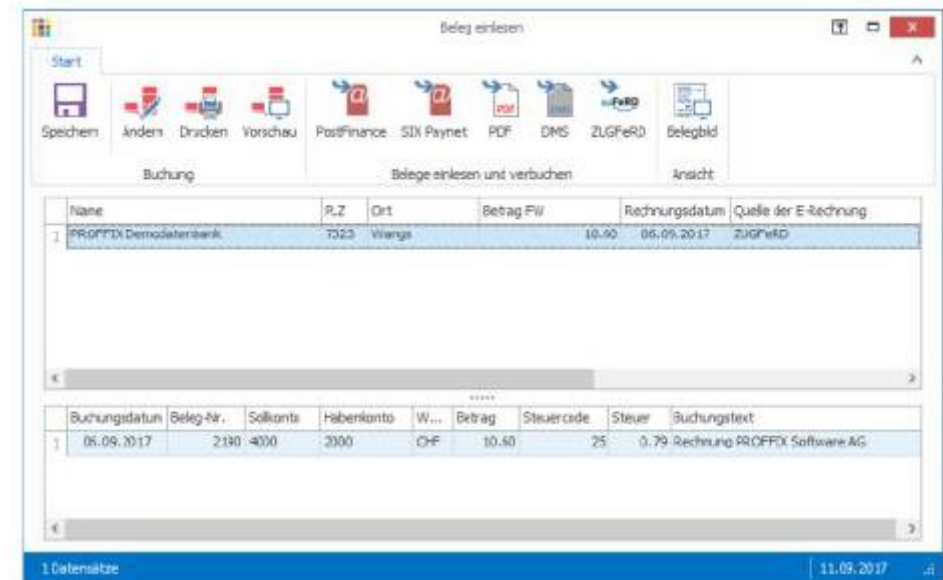 Beleg einlesen
Start
Speichern Ändern Drucken Vorschau PostFinance SIX Paynet PDF DMS ZUGFeRD Belegbild
Buchung Belege einlesen und verbuchen Ansicht
Name PLZ Ort Betrag FW Rechnungsdatum Quelle der E-Rechnung
1 PROFFIX Demodatenbank 7323 Wangs 10.60 06.09.2017 ZUGFeRD
Buchungsdatum Beleg-Nr. Sollkonto Habenkonto W... Betrag Steuercode Steuer Buchungstext
1 06.09.2017 2190 4000 2000 CHF 10.60 25 0.79 Rechnung PROFFIX Software AG
1 Datensätze 11.09.2017